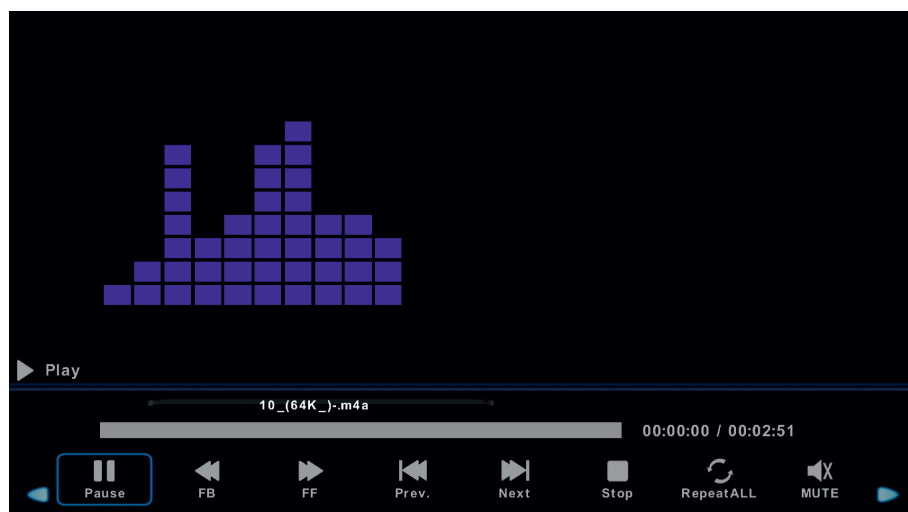 Play
10_(64K_)-.m4a
00:00:00 / 00:02:51
Pause
FB
FF
Prev.
Next
Stop
RepeatALL
MUTE